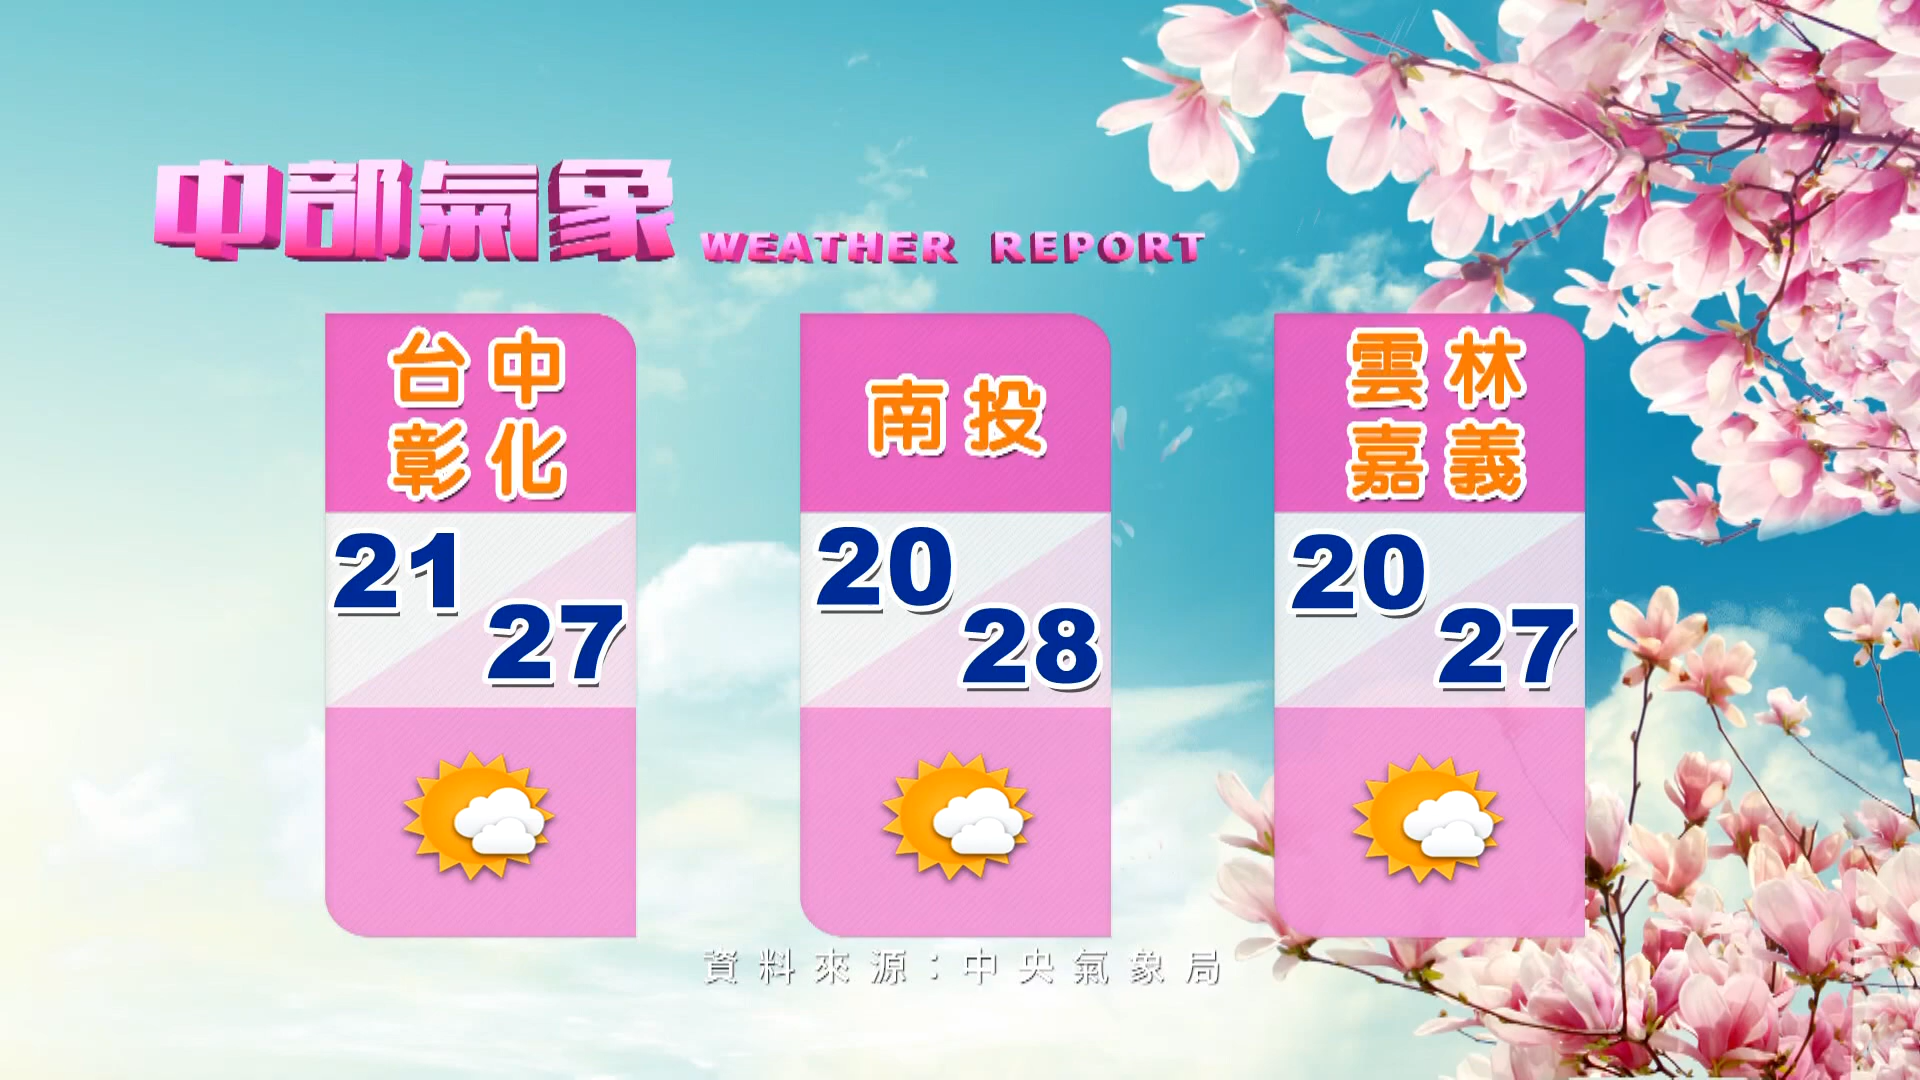 中部氣象 WEATHER REPORT
台中
彰化
21
27
南投
20
28
雲林
嘉義
20
27
資料來源：中央氣象局